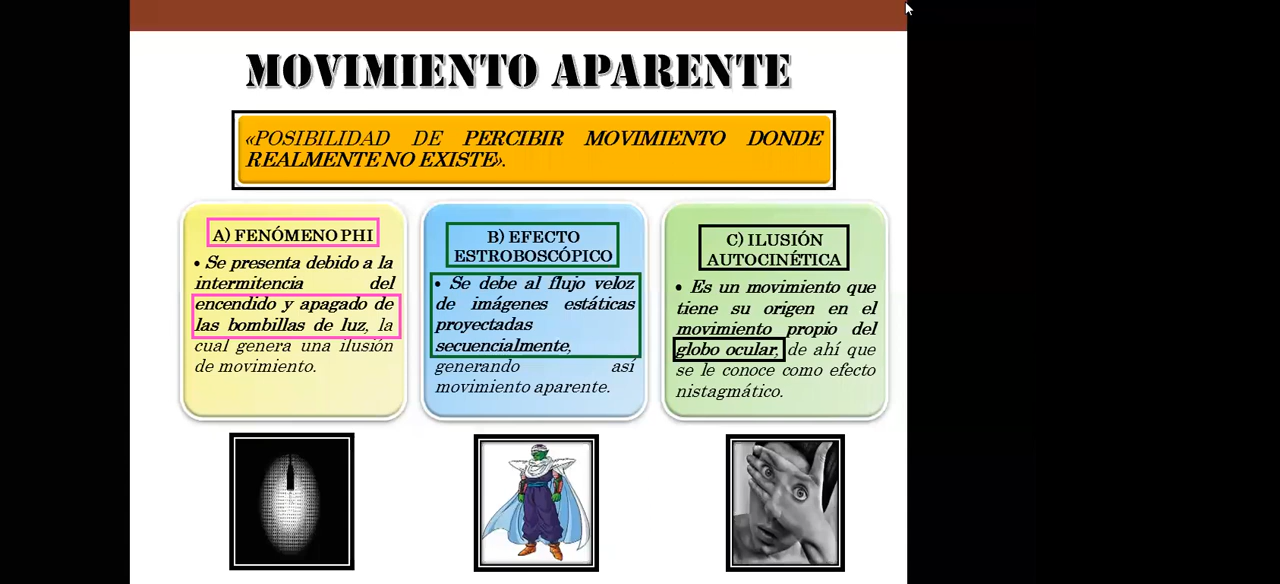 MOVIMIENTO APARENTE
«POSIBILIDAD DE PERCIBIR MOVIMIENTO DONDE
REALMENTE NO EXISTE».
A) FENÓMENO PHI
• Se presenta debido a la
intermitencia del
encendido y apagado de
las bombillas de luz, la
cual genera una ilusión
de movimiento.
B) EFECTO
ESTROBOSCÓPICO
• Se debe al flujo veloz
de imágenes estáticas
proyectadas
secuencialmente,
generando así
movimiento aparente.
C) ILUSIÓN
AUTOCINÉTICA
• Es un movimiento que
tiene su origen en el
movimiento propio del
globo ocular, de ahí que
se le conoce como efecto
nistagmático.